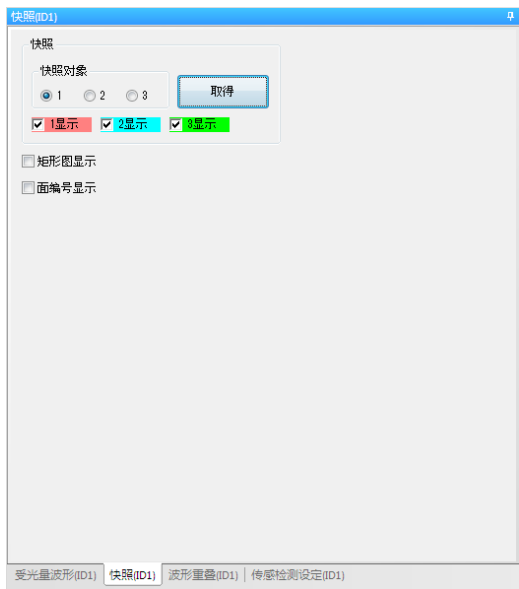 快照(ID1)
快照
快照对象
1 2 3
取得
1显示 2显示 3显示
矩形图显示
面编号显示
受光量波形(ID1) 快照(ID1) 波形重叠(ID1) 传感检测设定(ID1)